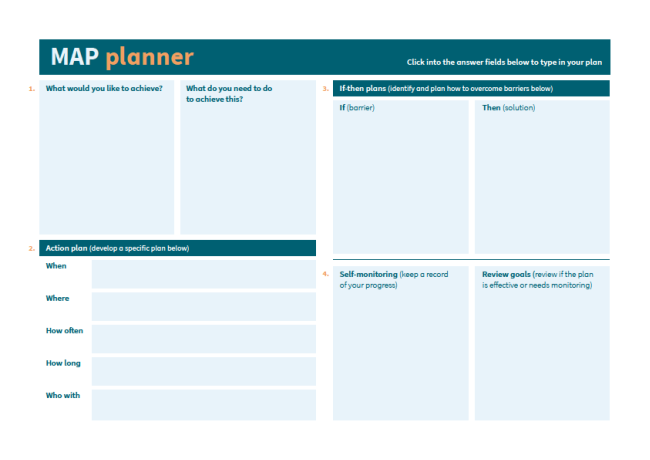 MAP planner
Click into the answer fields below to type in your plan
1.
What would you like to achieve?
What do you need to do
to achieve this?
2.
Action plan (develop a specific plan below)
When
Where
How often
How long
Who with
3.
If-then plans (identify and plan how to overcome barriers below)
If (barrier)
Then (solution)
4.
Self-monitoring (keep a record
of your progress)
Review goals (review if the plan
is effective or needs monitoring)